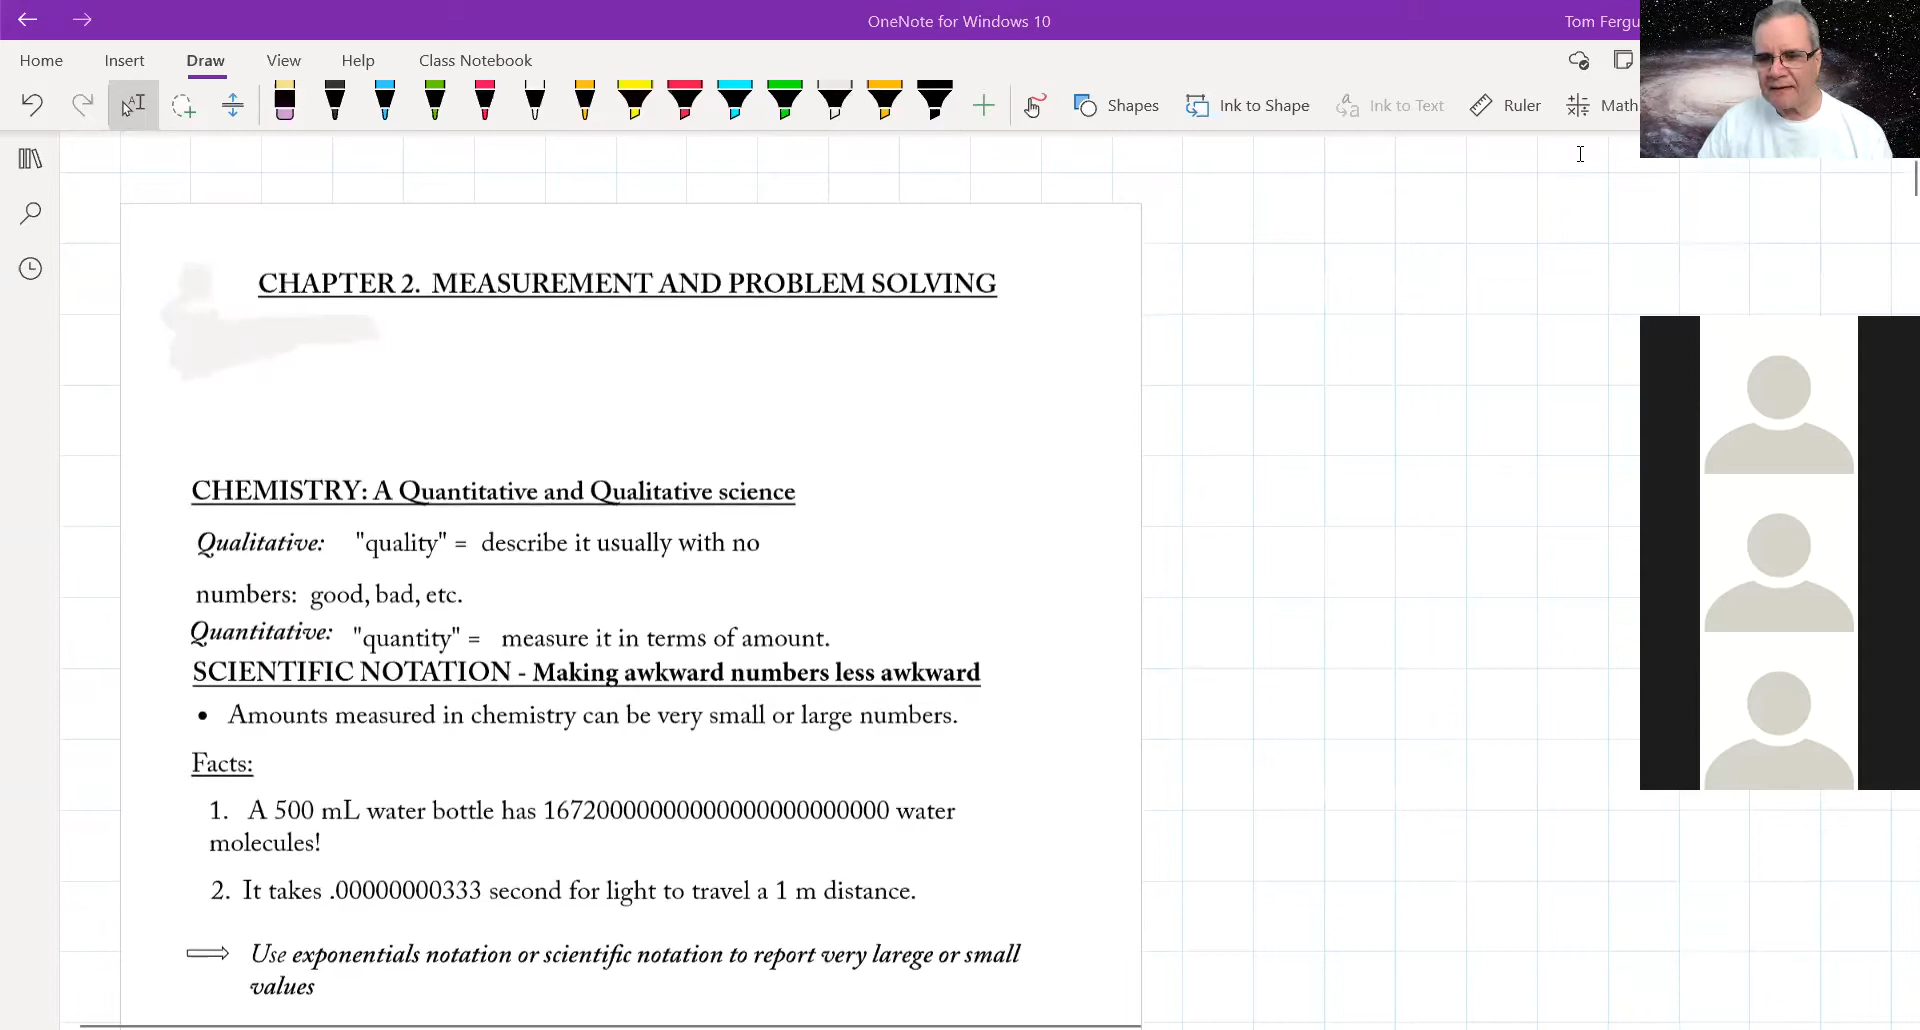 OneNote for Windows 10
Tom Fergu
Home Insert Draw View Help Class Notebook
Shapes Ink to Shape Ink to Text Ruler Math
CHAPTER 2. MEASUREMENT AND PROBLEM SOLVING
CHEMISTRY: A Quantitative and Qualitative science
Qualitative: "quality" = describe it usually with no
numbers: good, bad, etc.
Quantitative: "quantity" = measure it in terms of amount.
SCIENTIFIC NOTATION - Making awkward numbers less awkward
• Amounts measured in chemistry can be very small or large numbers.
Facts:
1. A 500 mL water bottle has 16720000000000000000000000 water
molecules!
2. It takes .00000000333 second for light to travel a 1 m distance.
⇒ Use exponentials notation or scientific notation to report very larege or small
values